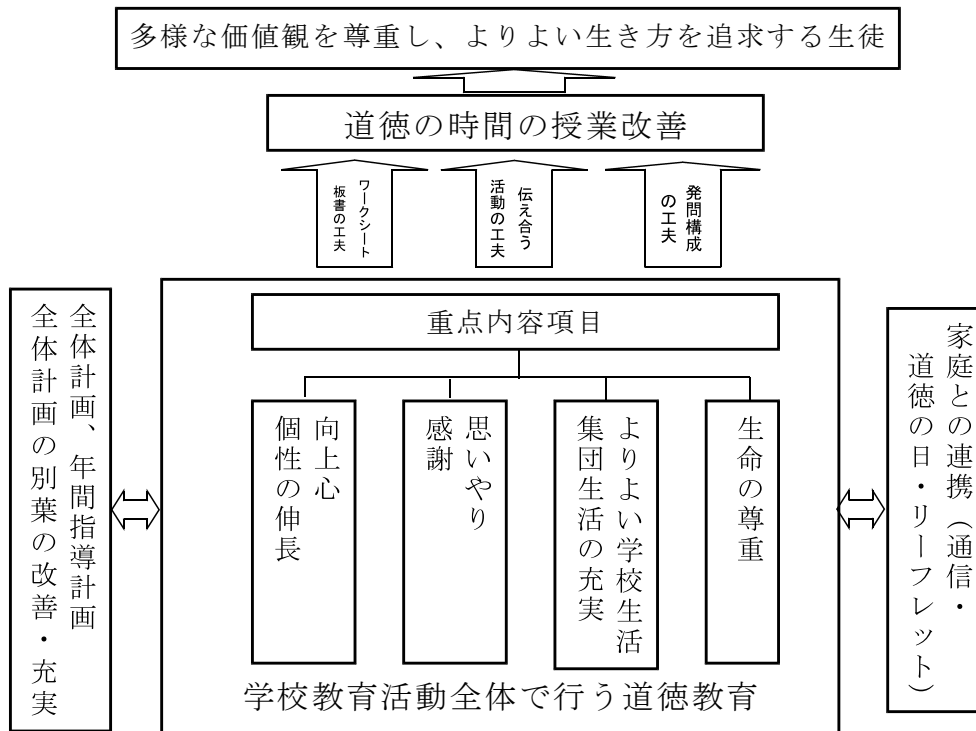 多様な価値観を尊重し、よりよい生き方を追求する生徒
道徳の時間の授業改善
ワークシート
板書の工夫
伝え合う
活動の工夫
発問構成
の工夫
全体計画、年間指導計画
全体計画の別葉の改善・充実
重点内容項目
向上心
個性の伸長
思いやり
感謝
よりよい学校生活
集団生活の充実
生命の尊重
学校教育活動全体で行う道徳教育
家庭との連携（通信・
道徳の日・リーフレット）